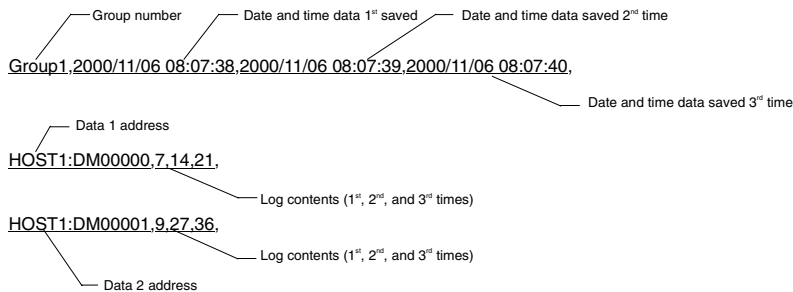 Group number
Date and time data 1st saved
Date and time data saved 2nd time
Group1,2000/11/06 08:07:38,2000/11/06 08:07:39,2000/11/06 08:07:40,
Date and time data saved 3rd time
Data 1 address
HOST1:DM00000,7,14,21,
Log contents (1st, 2nd, and 3rd times)
HOST1:DM00001,9,27,36,
Log contents (1st, 2nd, and 3rd times)
Data 2 address